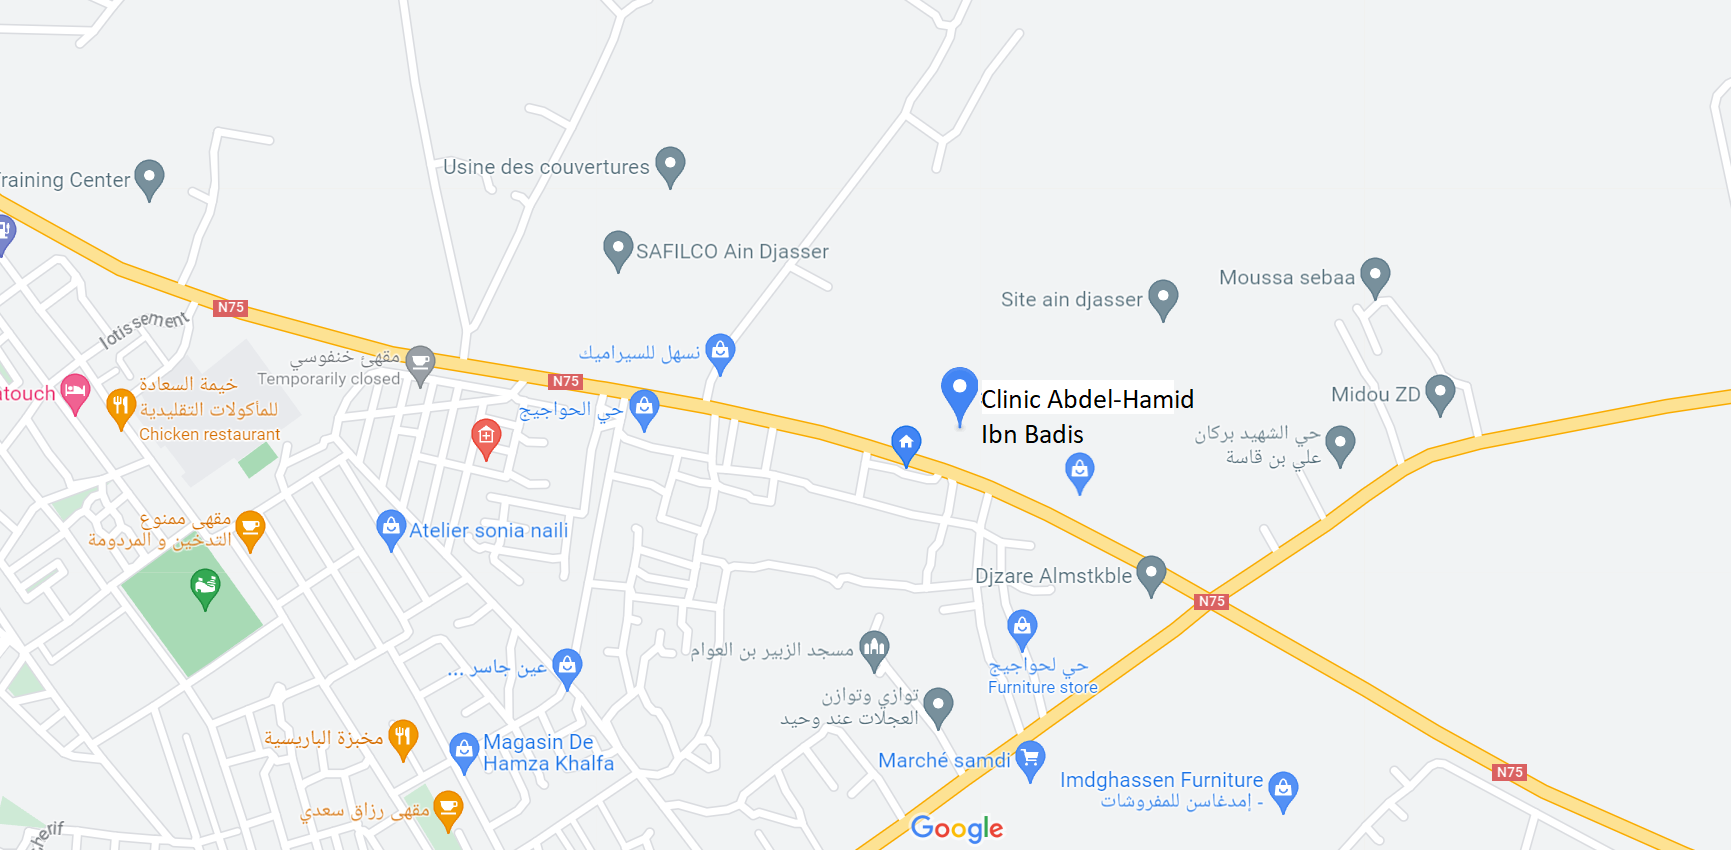 Usine des couvertures
Training Center
SAFILCO Ain Djasser
Moussa sebaa
Site ain djasser
N75
lotissement
نسهل للسيراميك
مقهى خنفوسي
Temporarily closed
N75
خيمة السعادة
للمأكولات التقليدية
Chicken restaurant
حي الحواجيج
Clinic Abdel-Hamid
Ibn Badis
Midou ZD
حي الشهيد بركان
علي بن قاسة
مقهى ممنوع
التدخين و المردومة
Atelier sonia naili
Djzare Almstkble
N75
مسجد الزبير بن العوام
حي لحواجيج
Furniture store
عين جاسر ...
توازي وتوازن
العجلات عند وحيد
مخبزة الباريسية
Magasin De
Hamza Khalfa
Marché samdi
N75
Imdghassen Furniture
- إمدغاسن للمفروشات
مقهى رزاق سعدي
Google